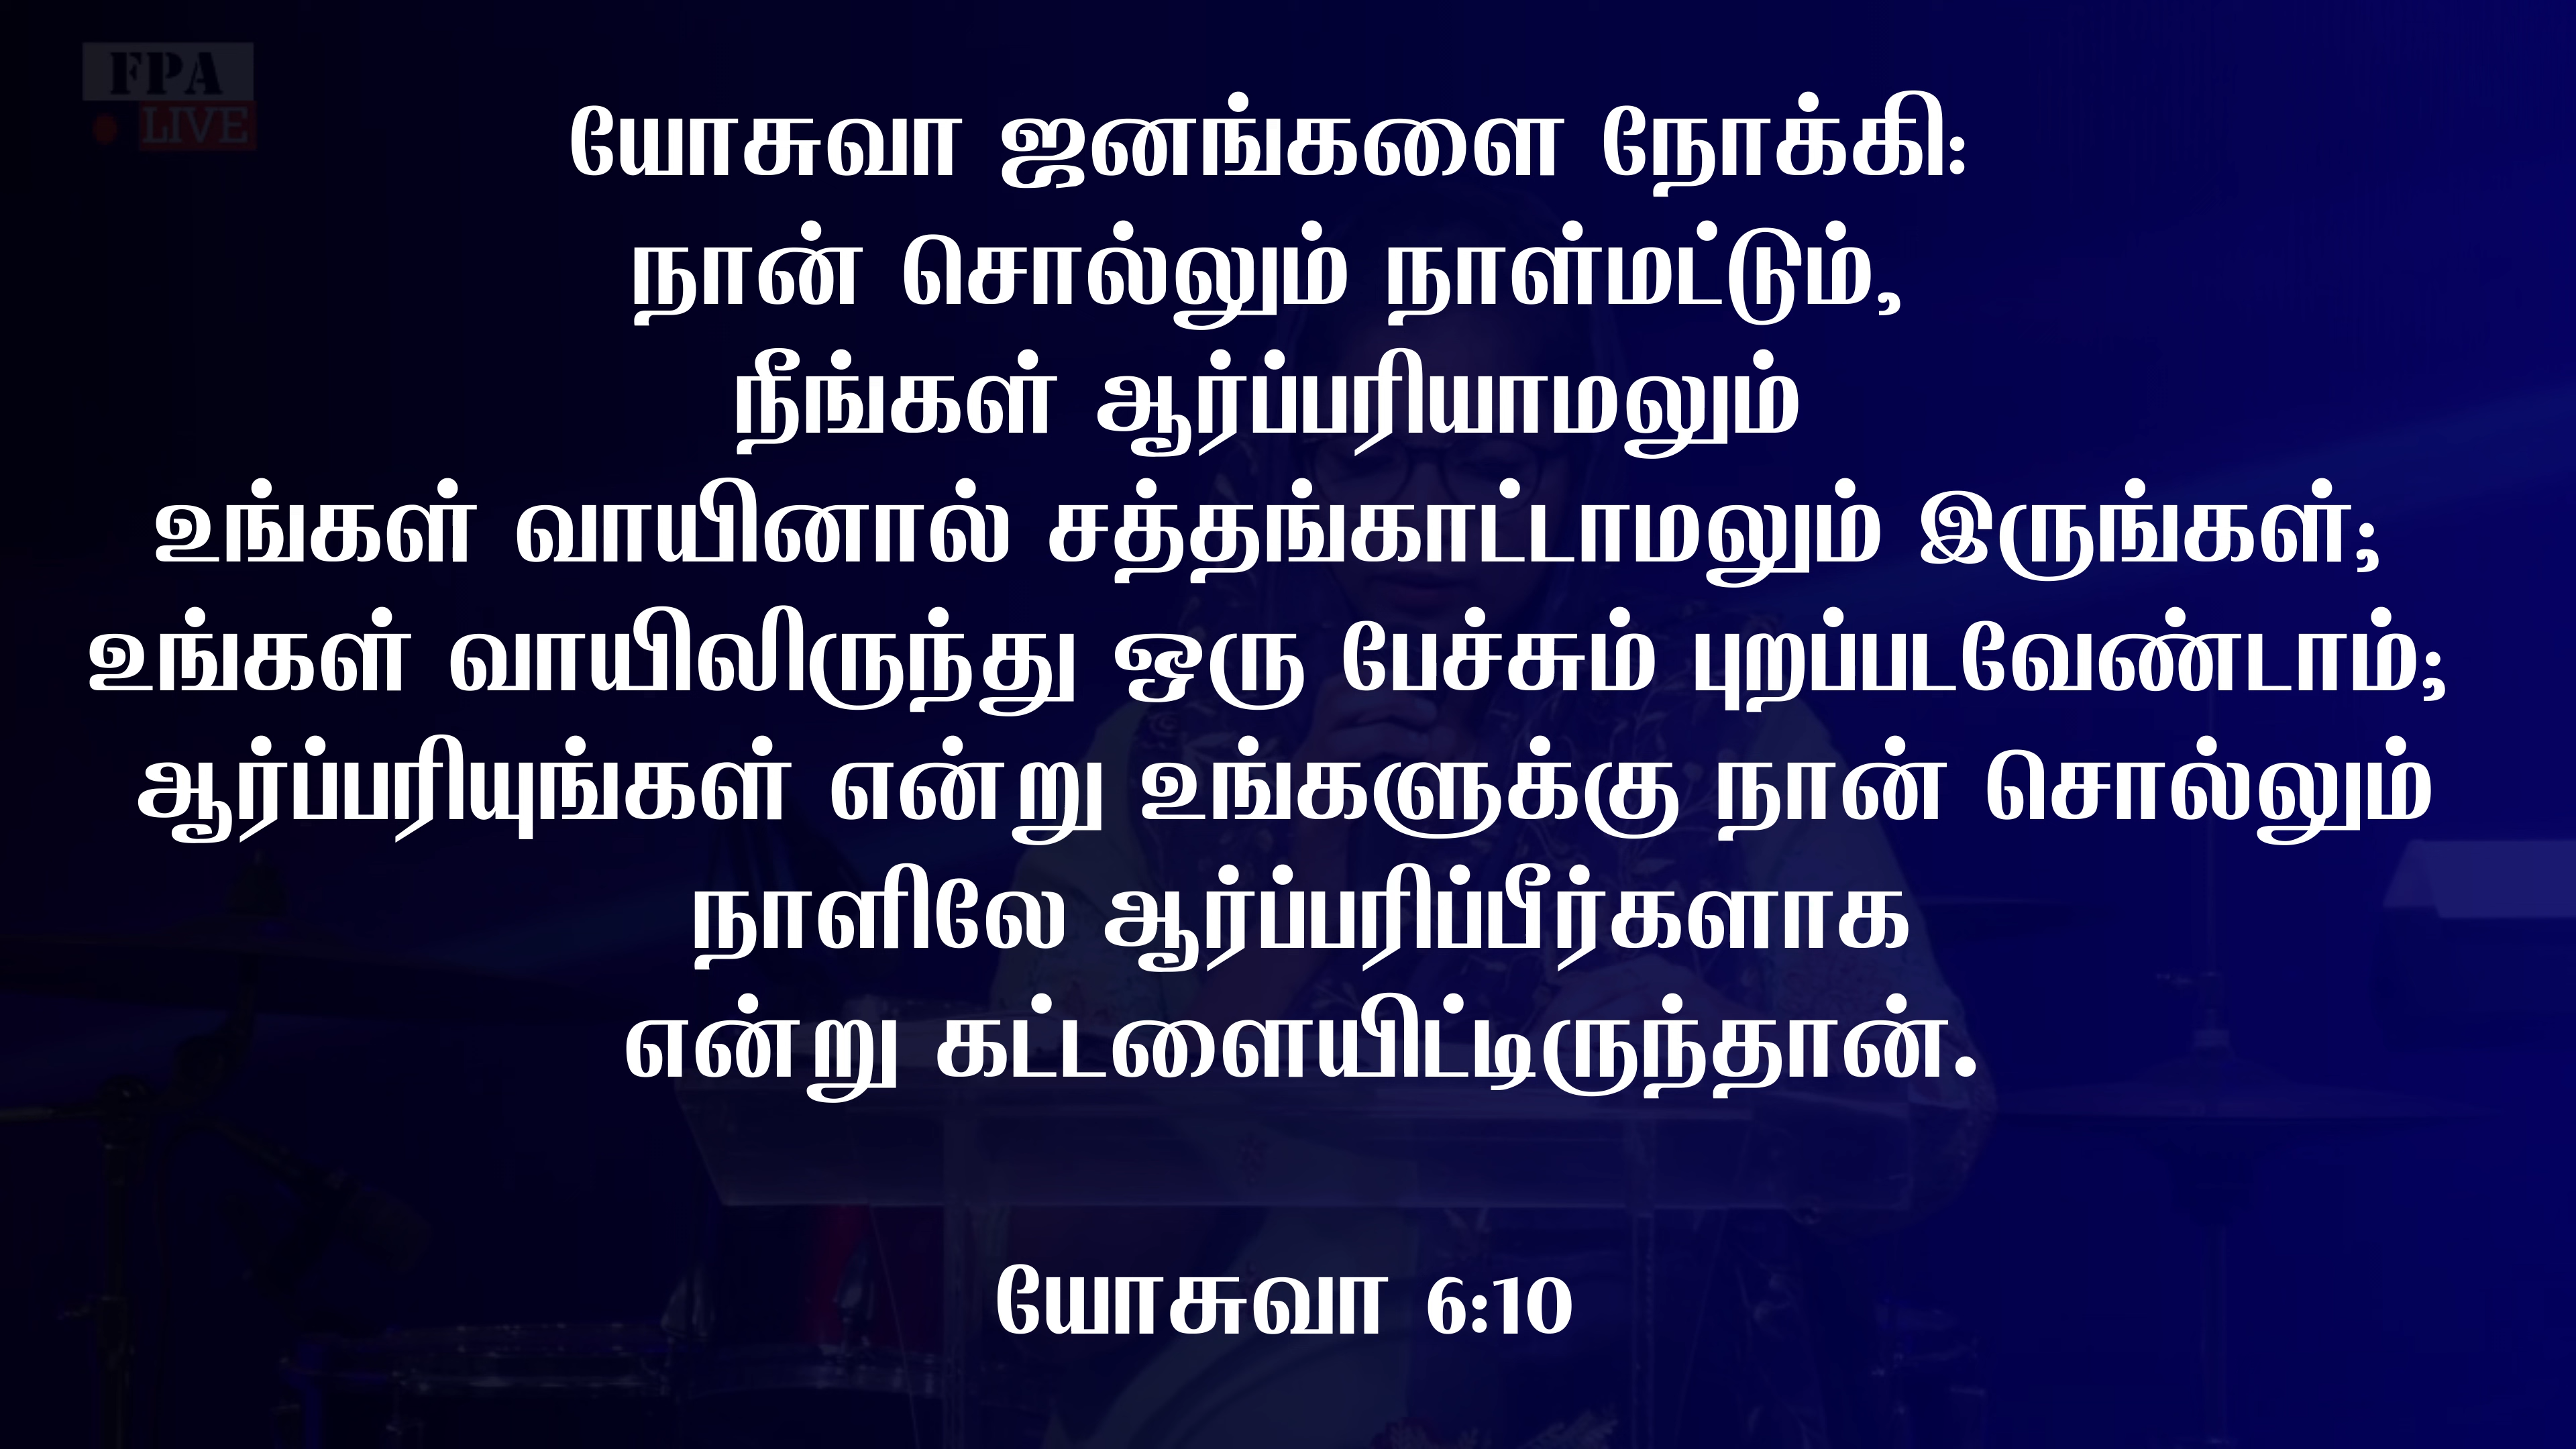 FPA
LIVE
யோசுவா ஜனங்களை நோக்கி:
நான் சொல்லும் நாள்மட்டும்,
நீங்கள் ஆர்ப்பரியாமலும்
உங்கள் வாயினால் சத்தங்காட்டாமலும் இருங்கள்;
உங்கள் வாயிலிருந்து ஒரு பேச்சும் புறப்படவேண்டாம்;
ஆர்ப்பரியுங்கள் என்று உங்களுக்கு நான் சொல்லும்
நாளிலே ஆர்ப்பரிப்பீர்களாக
என்று கட்டளையிட்டிருந்தான்.
யோசுவா 6:10